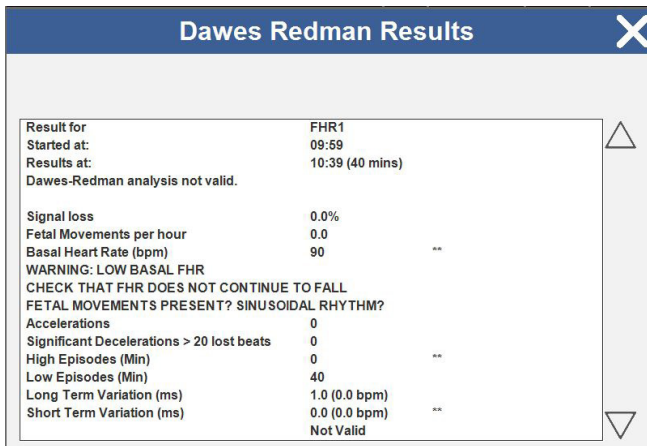 Dawes Redman Results
Result for FHR1
Started at: 09:59
Results at: 10:39 (40 mins)
Dawes-Redman analysis not valid.
Signal loss 0.0%
Fetal Movements per hour 0.0
Basal Heart Rate (bpm) 90 **
WARNING: LOW BASAL FHR
CHECK THAT FHR DOES NOT CONTINUE TO FALL
FETAL MOVEMENTS PRESENT? SINUSOIDAL RHYTHM?
Accelerations 0
Significant Decelerations > 20 lost beats 0
High Episodes (Min) 0 **
Low Episodes (Min) 40
Long Term Variation (ms) 1.0 (0.0 bpm)
Short Term Variation (ms) 0.0 (0.0 bpm) **
Not Valid